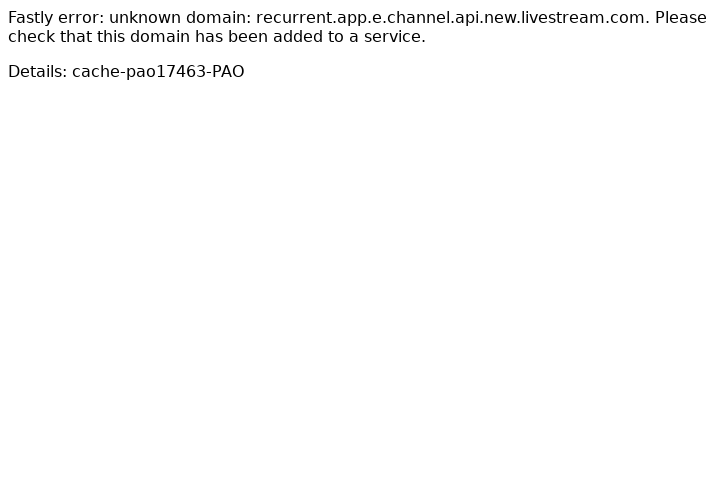 Fastly error: unknown domain: recurrent.app.e.channel.api.new.livestream.com. Please
check that this domain has been added to a service.
Details: cache-pao17463-PAO